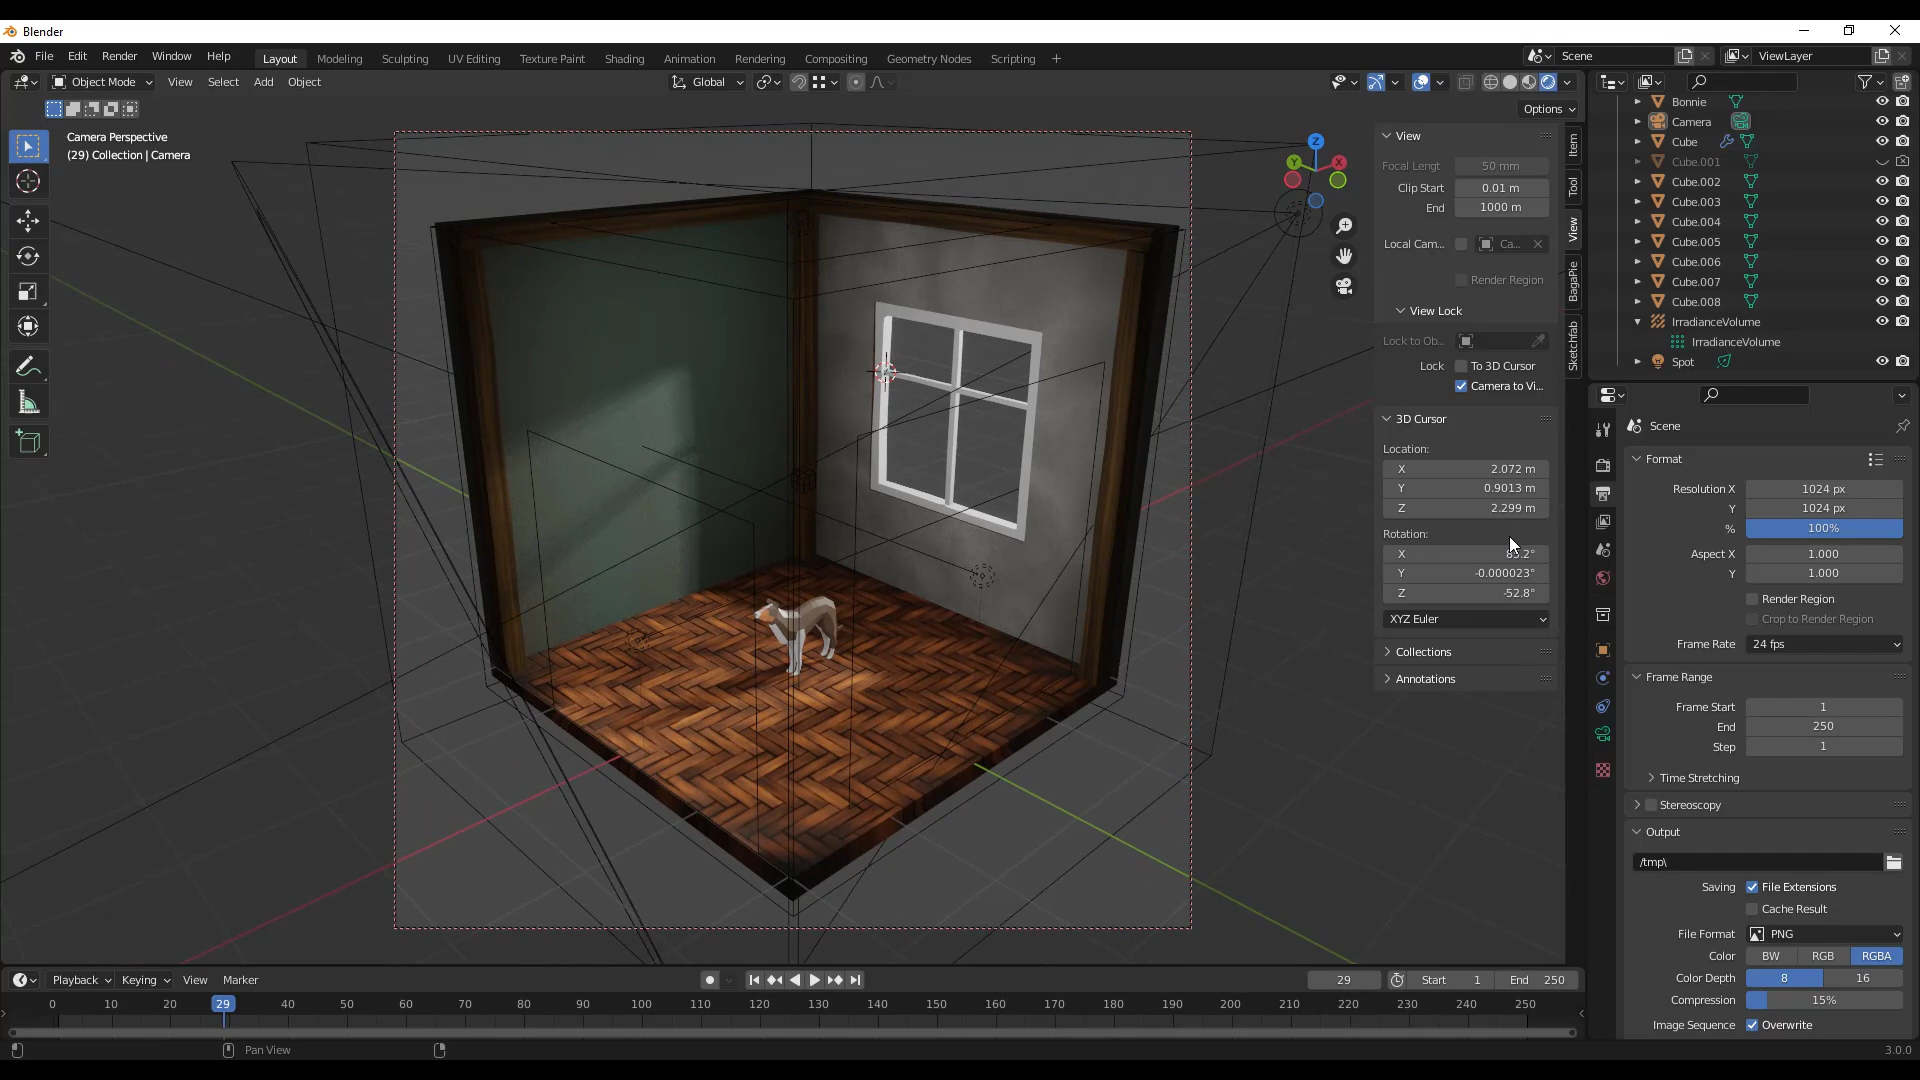 Blender
File Edit Render Window Help Layout Modeling Sculpting UV Editing Texture Paint Shading Animation Rendering Compositing Geometry Nodes Scripting + Scene ViewLayer
Object Mode View Select Add Object Global
Options
Camera Perspective
(29) Collection | Camera
Z
Y
X
View
Focal Lengt 50 mm
Clip Start 0.01 m
End 1000 m
Local Cam... Ca...
Render Region
View Lock
Lock to Ob...
Lock To 3D Cursor
Camera to Vi...
3D Cursor
Location:
X 2.072 m
Y 0.9013 m
Z 2.299 m
Rotation:
X
Y -0.000023°
Z -52.8°
XYZ Euler
Collections
Annotations
Item
Tool
View
BagaPie
Sketchfab
Bonnie
Camera
Cube
Cube.001
Cube.002
Cube.003
Cube.004
Cube.005
Cube.006
Cube.007
Cube.008
IrradianceVolume
IrradianceVolume
Spot
Scene
Format
Resolution X 1024 px
Y 1024 px
% 100%
Aspect X 1.000
Y 1.000
Render Region
Crop to Render Region
Frame Rate 24 fps
Frame Range
Frame Start 1
End 250
Step 1
Time Stretching
Stereoscopy
Output
/tmp\
Saving File Extensions
Cache Result
File Format PNG
Color BW RGB RGBA
Color Depth 8 16
Compression 15%
Image Sequence Overwrite
Playback Keying View Marker 29 Start 1 End 250
0 10 20 29 40 50 60 70 80 90 100 110 120 130 140 150 160 170 180 190 200 210 220 230 240 250
Pan View
3.0.0